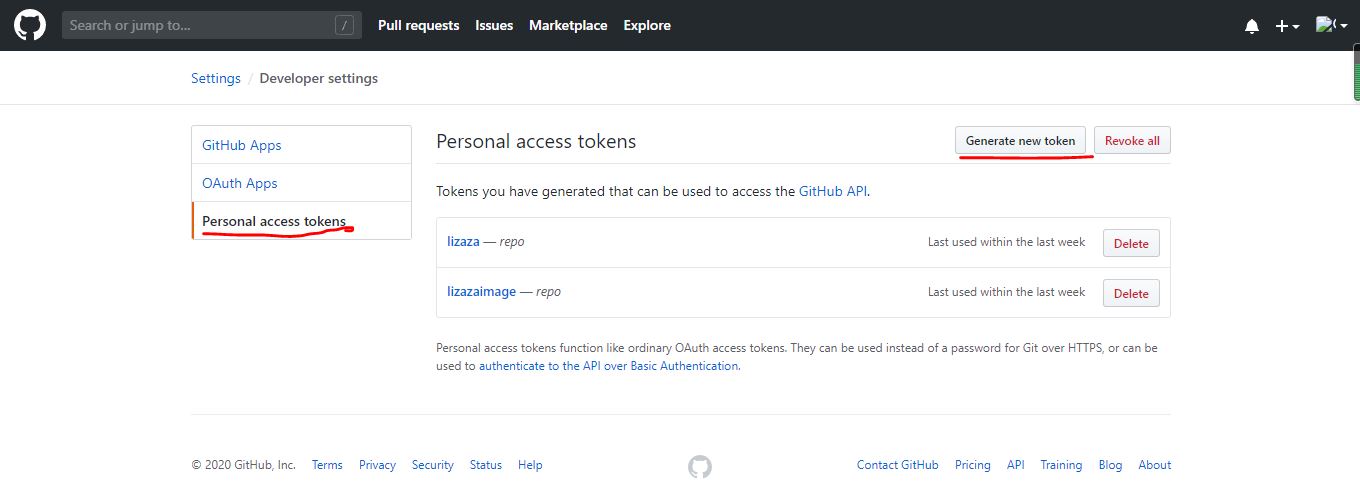 Search or jump to... / Pull requests Issues Marketplace Explore
Settings / Developer settings
GitHub Apps
OAuth Apps
Personal access tokens
Personal access tokens Generate new token Revoke all
Tokens you have generated that can be used to access the GitHub API.
lizaza — repo Last used within the last week Delete
lizazaimage — repo Last used within the last week Delete
Personal access tokens function like ordinary OAuth access tokens. They can be used instead of a password for Git over HTTPS, or can be
used to authenticate to the API over Basic Authentication.
© 2020 GitHub, Inc. Terms Privacy Security Status Help Contact GitHub Pricing API Training Blog About